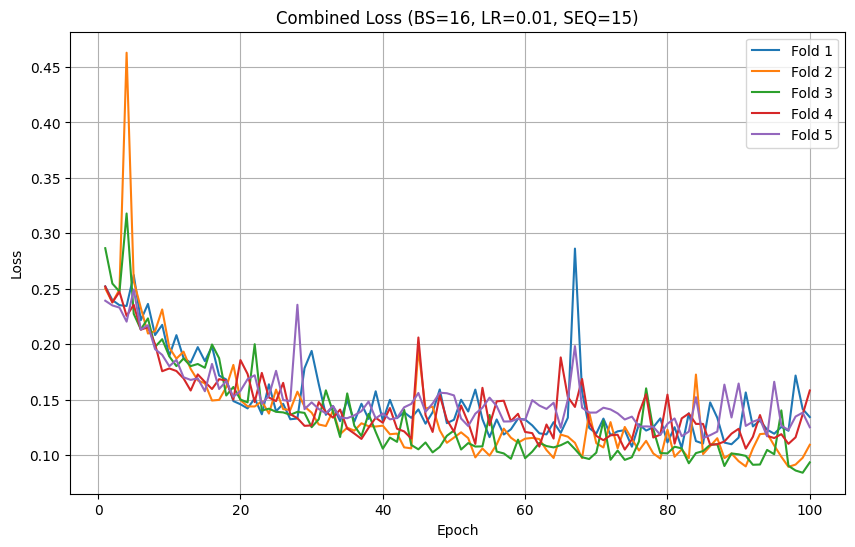 Combined Loss (BS=16, LR=0.01, SEQ=15)
Fold 1
Fold 2
Fold 3
Fold 4
Fold 5
Loss
0.45
0.40
0.35
0.30
0.25
0.20
0.15
0.10
0 20 40 60 80 100
Epoch